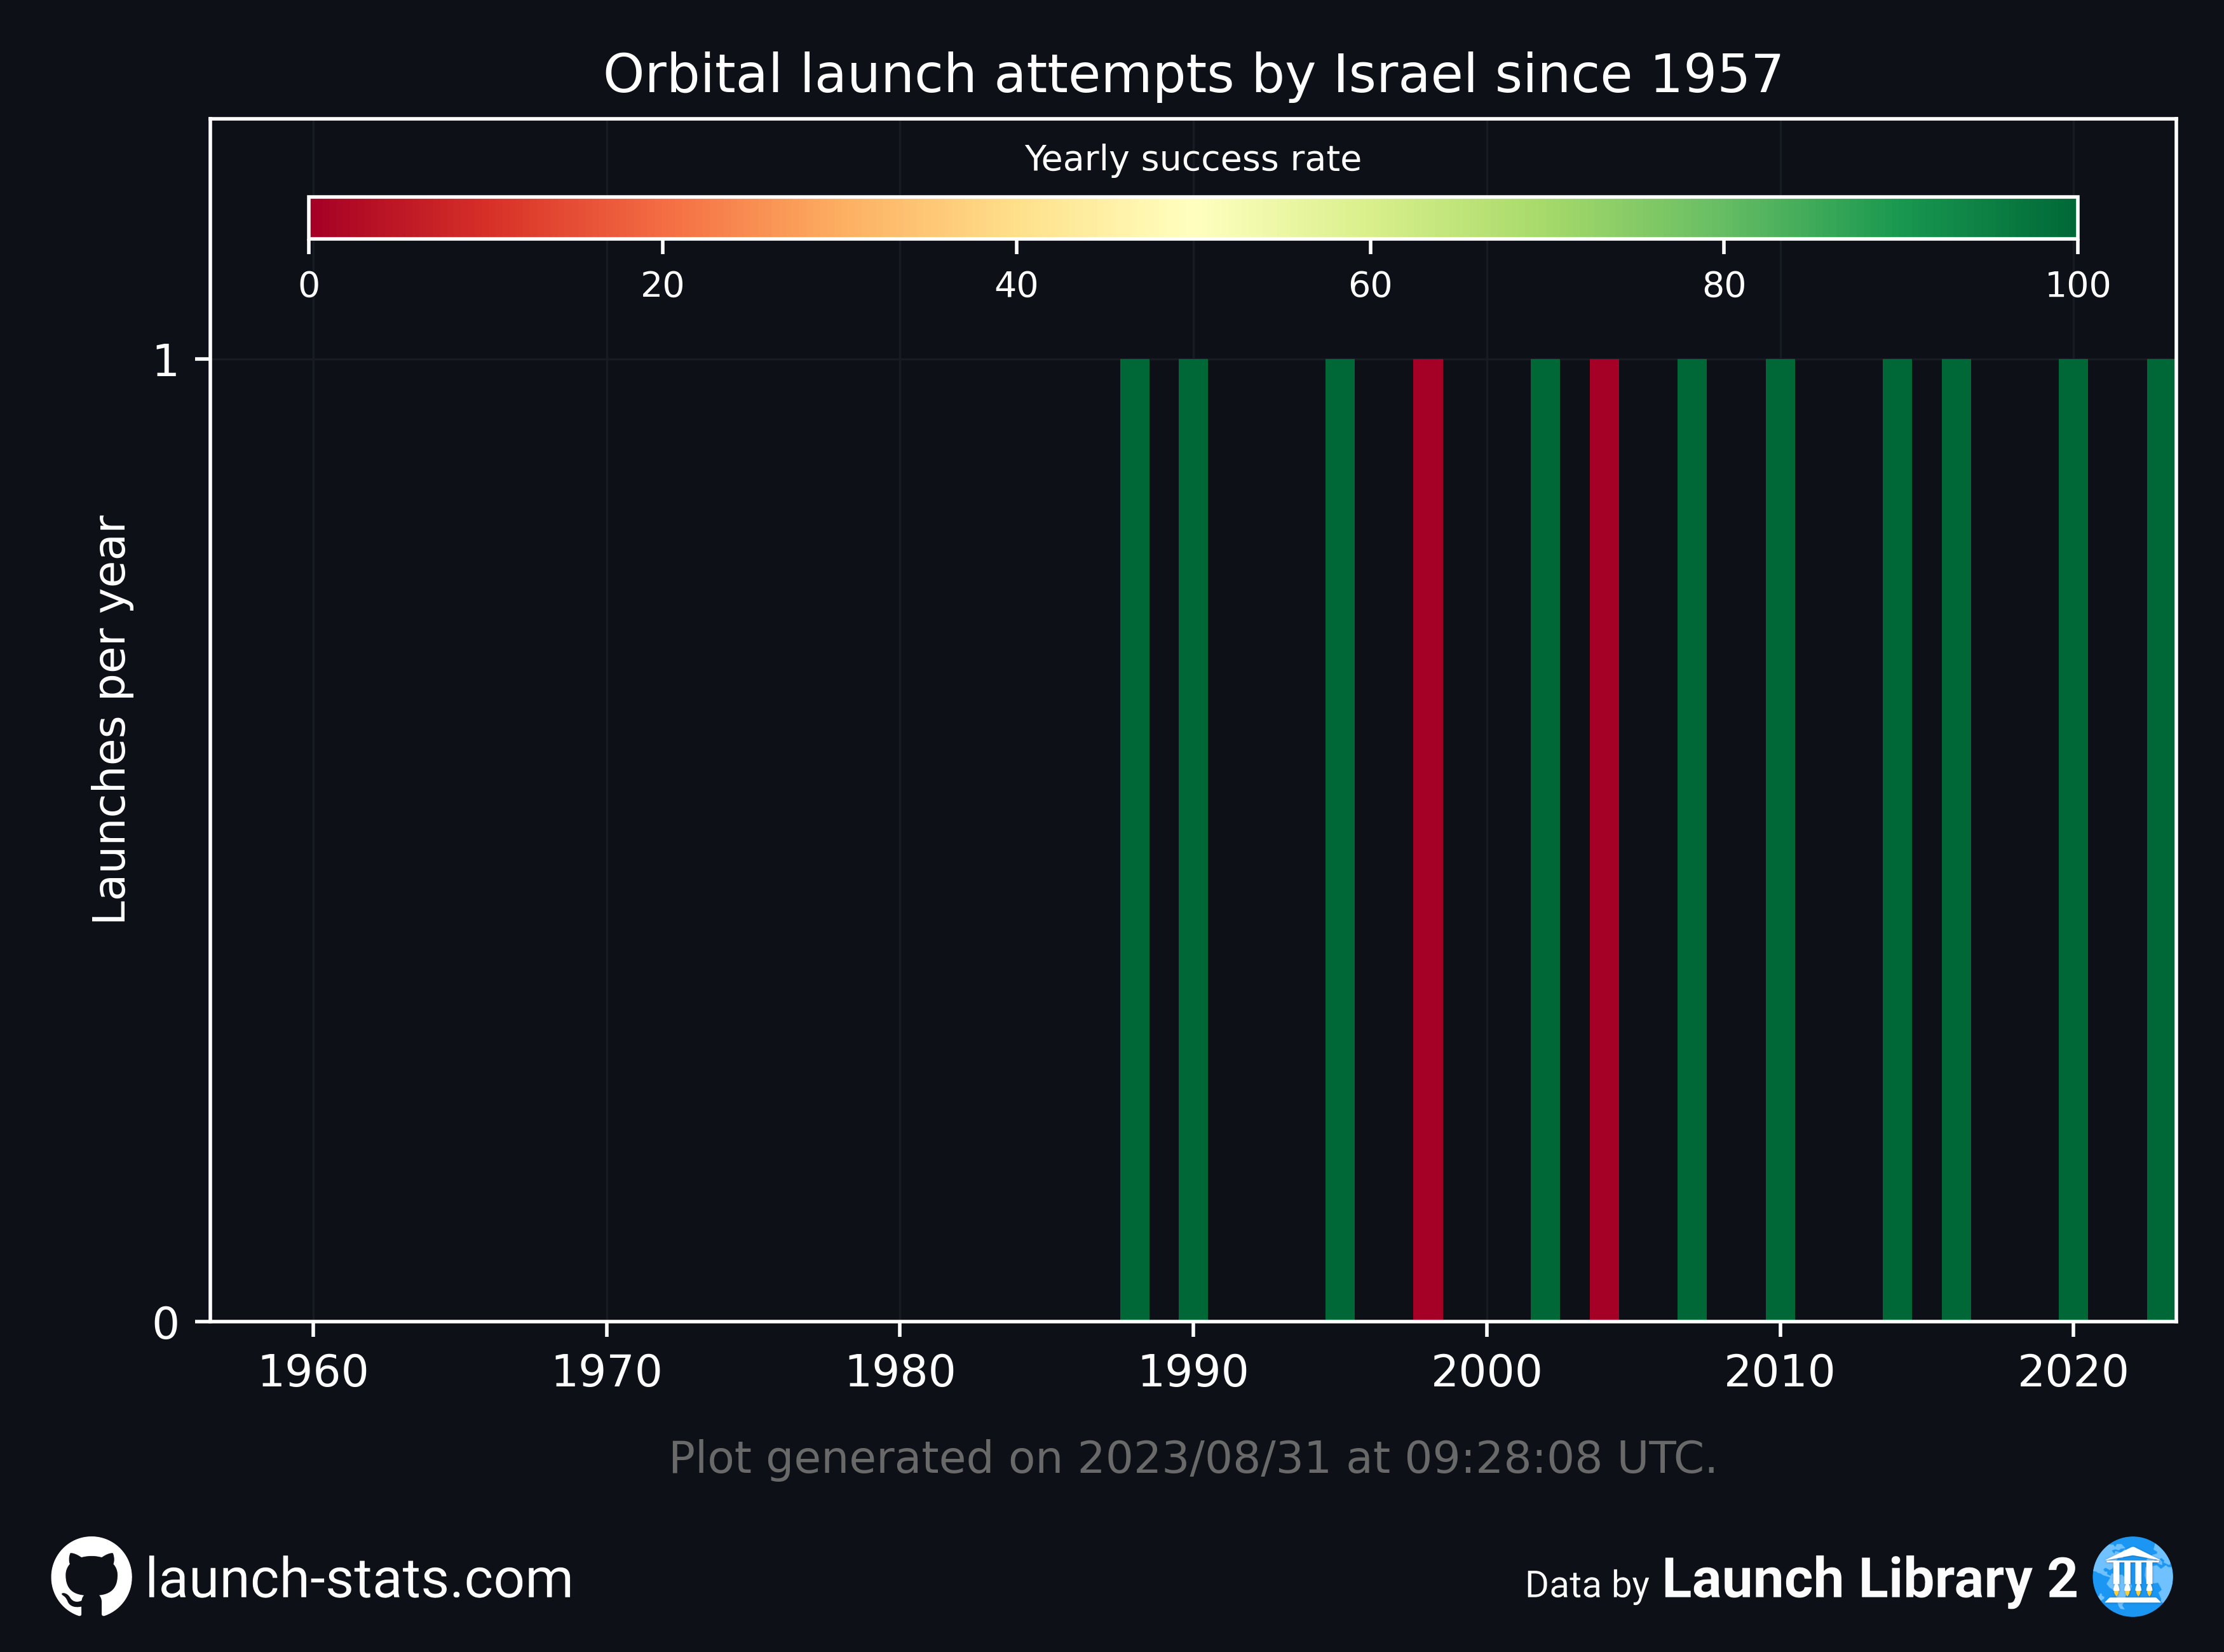 Orbital launch attempts by Israel since 1957
Yearly success rate
0 20 40 60 80 100
1
Launches per year
0
1960 1970 1980 1990 2000 2010 2020
Plot generated on 2023/08/31 at 09:28:08 UTC.
launch-stats.com
Data by Launch Library 2